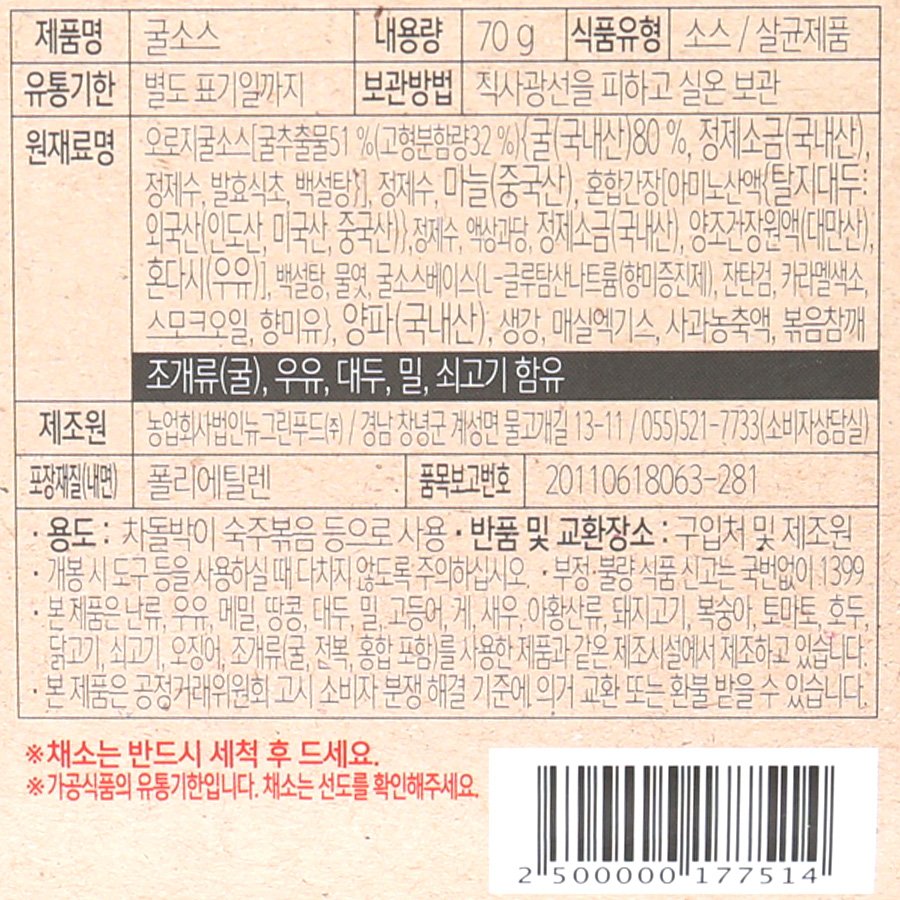 제품명 굴소스 내용량 70 g 식품유형 소스 / 살균제품
유통기한 별도 표기일까지 보관방법 직사광선을 피하고 실온 보관
원재료명 오로지굴소스[굴추출물51 %(고형분함량32 %){굴(국내산)80 %, 정제소금(국내산),
정제수, 발효식초, 백설탕}], 정제수, 마늘(중국산), 혼합간장[아미노산액{탈지대두:
외국산(인도산, 미국산, 중국산)},정제수, 액상과당, 정제소금(국내산), 양조간장원액(대만산),
혼다시(우유)], 백설탕, 물엿, 굴소스베이스{L-글루탐산나트륨(향미증진제), 잔탄검, 카라멜색소,
스모크오일, 향미유}, 양파(국내산), 생강, 매실엑기스, 사과농축액, 볶음참깨
조개류(굴), 우유, 대두, 밀, 쇠고기 함유
제조원 농업회사법인뉴그린푸드㈜ / 경남 창녕군 계성면 물고개길 13-11 / 055)521-7733(소비자상담실)
포장재질(내면) 폴리에틸렌 품목보고번호 20110618063-281
· 용도 : 차돌박이 숙주볶음 등으로 사용 · 반품 및 교환장소 : 구입처 및 제조원
· 개봉 시 도구 등을 사용하실 때 다치지 않도록 주의하십시오. · 부정·불량 식품 신고는 국번없이 1399
· 본 제품은 난류, 우유, 메밀, 땅콩, 대두, 밀, 고등어, 게, 새우, 아황산류, 돼지고기, 복숭아, 토마토, 호두,
닭고기, 쇠고기, 오징어, 조개류(굴, 전복, 홍합 포함)를 사용한 제품과 같은 제조시설에서 제조하고 있습니다.
· 본 제품은 공정거래위원회 고시 소비자 분쟁 해결 기준에 의거 교환 또는 환불 받을 수 있습니다.
※채소는 반드시 세척 후 드세요.
※가공식품의 유통기한입니다. 채소는 선도를 확인해주세요.
2 500000 177514